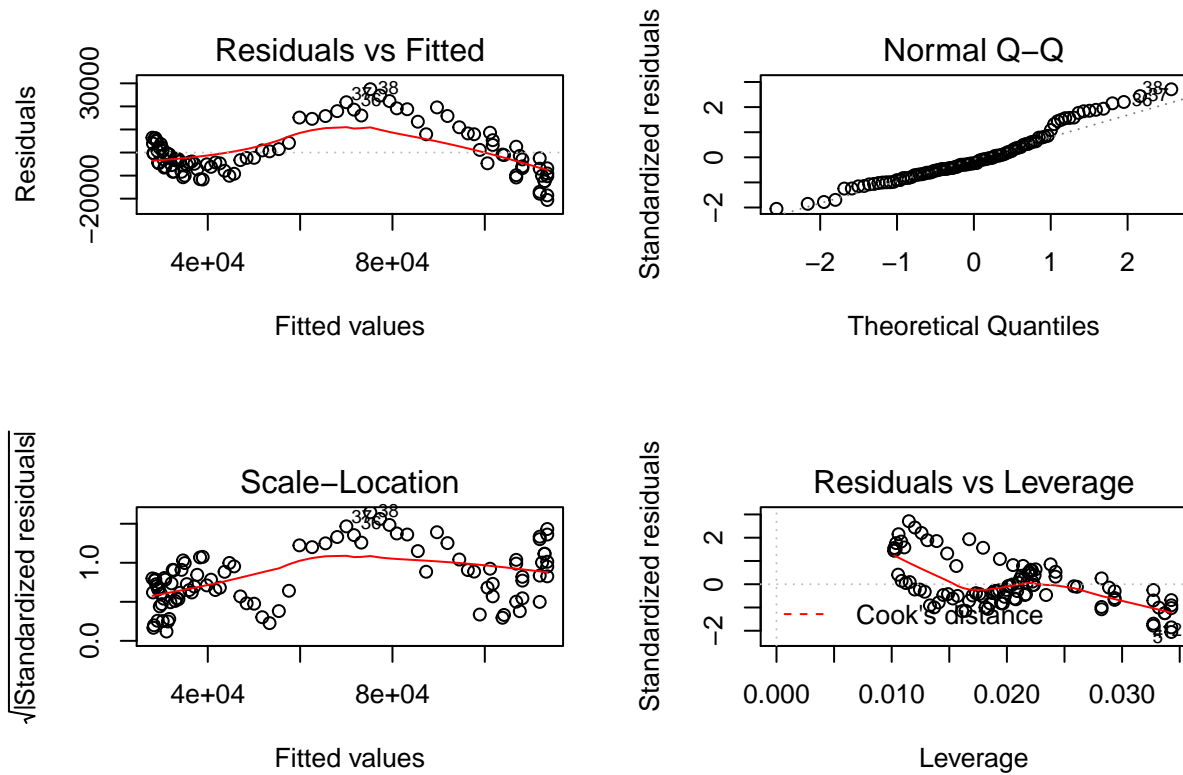 Residuals vs Fitted
Residuals
30000
−20000
37
36
38
4e+04
8e+04
Fitted values
Normal Q−Q
Standardized residuals
2
0
−2
38
37
36
−2
−1
0
1
2
Theoretical Quantiles
Scale−Location
√|Standardized residuals|
1.0
0.0
37
36
38
4e+04
8e+04
Fitted values
Residuals vs Leverage
Standardized residuals
2
0
−2
Cook's distance
0.000
0.010
0.020
0.030
Leverage